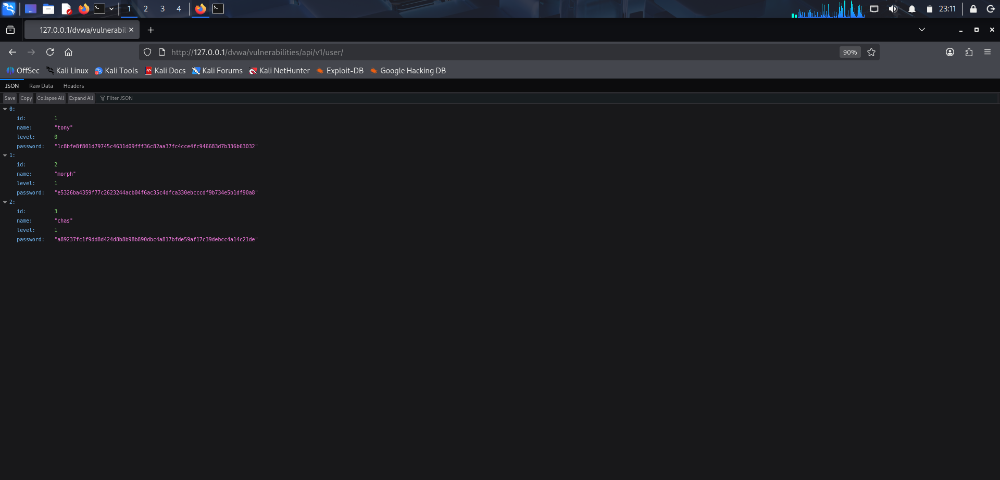 1 2 3 4 23:11
127.0.0.1/dvwa/vulnerabil
http://127.0.0.1/dvwa/vulnerabilities/api/v1/user/ 90%
OffSec Kali Linux Kali Tools Kali Docs Kali Forums Kali NetHunter Exploit-DB Google Hacking DB
JSON Raw Data Headers
Save Copy Collapse All Expand All Filter JSON
0:
id: 1
name: "tony"
level: 0
password: "1c8bfe8f801d79745c4631d09fff36c82aa37fc4cce4fc946683d7b336b63032"
1:
id: 2
name: "morph"
level: 1
password: "e5326ba4359f77c2623244acb04f6ac35c4dfca330ebcccdf9b734e5b1df90a8"
2:
id: 3
name: "chas"
level: 1
password: "a89237fc1f9dd8d424d8b8b98b890dbc4a817bfde59af17c39debcc4a14c21de"